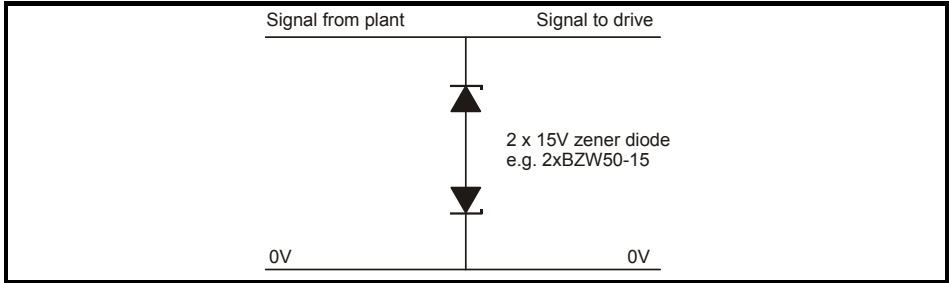 Signal from plant Signal to drive
2 x 15V zener diode
e.g. 2xBZW50-15
0V 0V